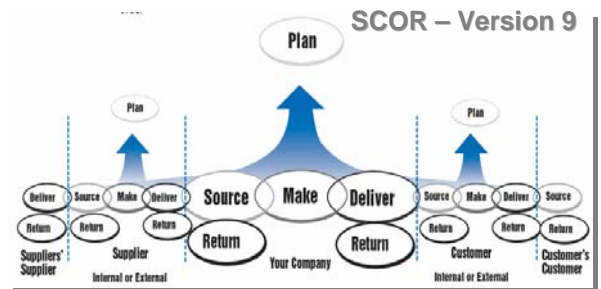 SCOR – Version 9
Plan
Plan
Plan
Deliver Source Make Deliver Source Make Deliver Source Make Deliver Source
Return Return Return Return Return Return Return Return
Suppliers' Supplier Your Company Customer Customer's
Supplier Customer
Internal or External Internal or External